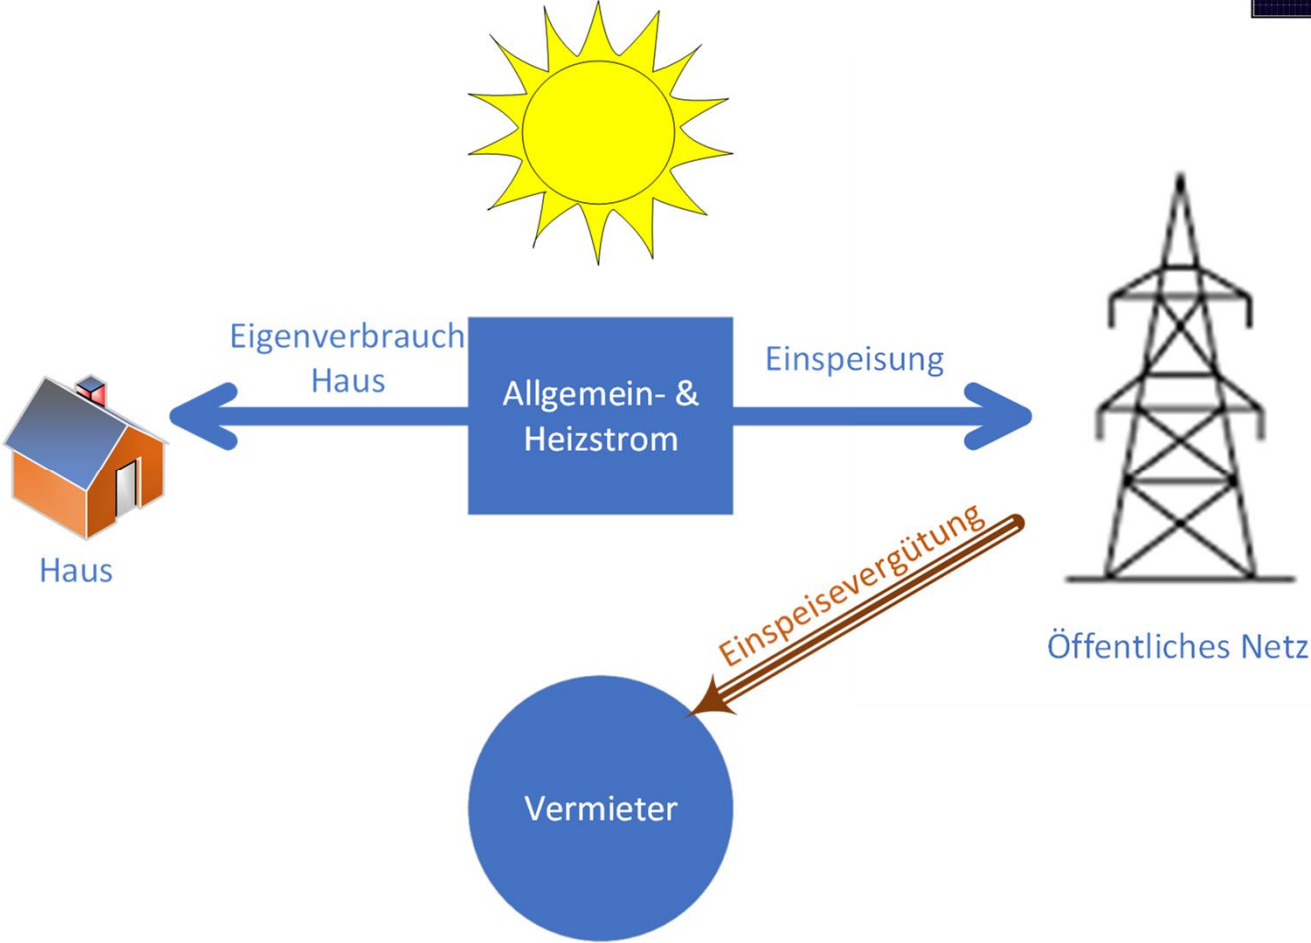 Eigenverbrauch
Haus
Allgemein- &
Heizstrom
Einspeisung
Haus
Einspeisevergütung
Öffentliches Netz
Vermieter